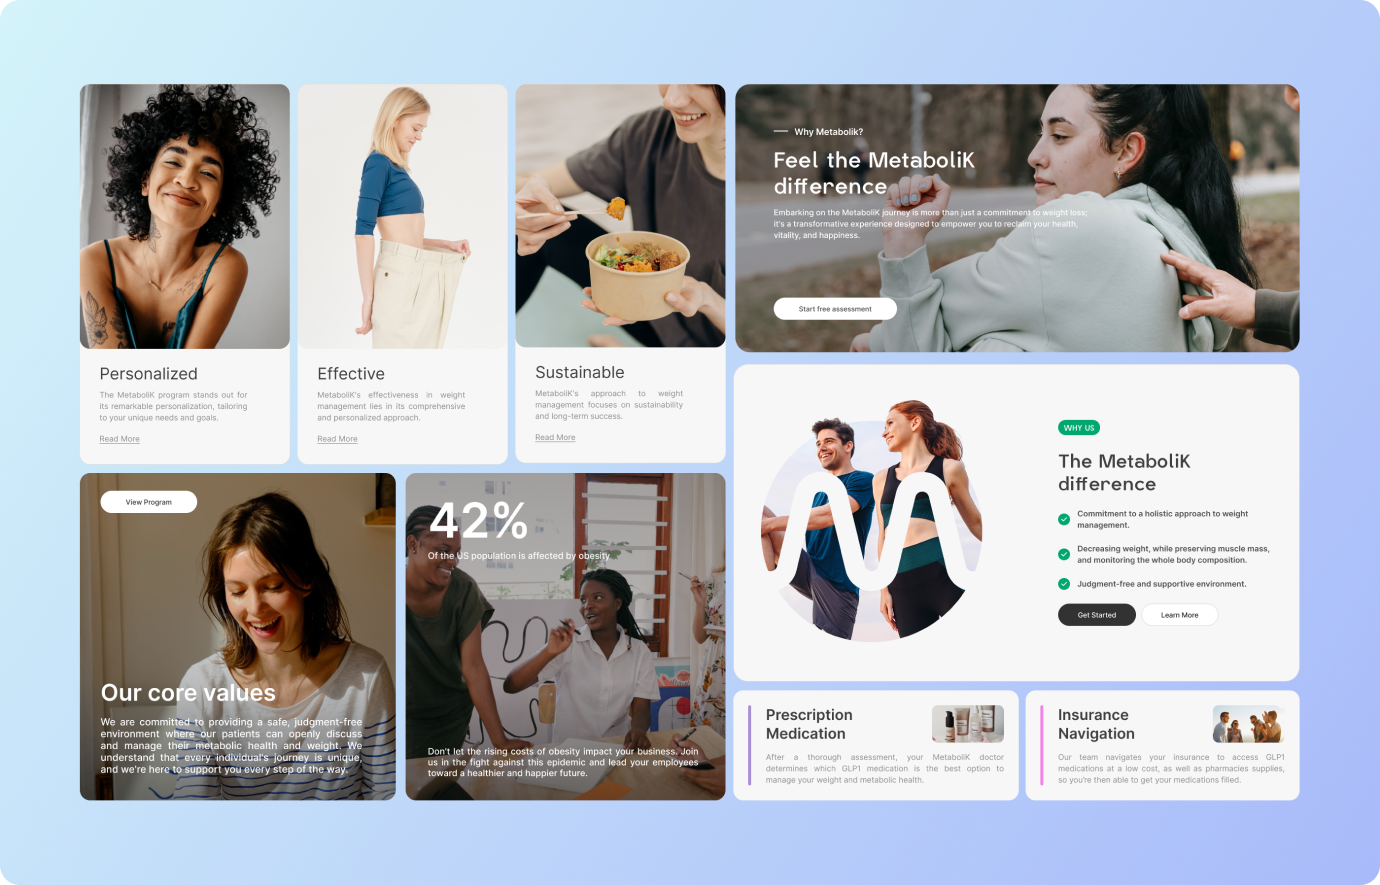 Personalized
The MetaboliK program stands out for
its remarkable personalization, tailoring
to your unique needs and goals.
Read More
Effective
MetaboliK's effectiveness in weight
management lies in its comprehensive
and personalized approach.
Read More
Sustainable
MetaboliK's approach to weight
management focuses on sustainability
and long-term success.
Read More
Why Metabolik?
Feel the MetaboliK
difference
Embarking on the MetaboliK journey is more than just a commitment to weight loss;
it's a transformative experience designed to empower you to reclaim your health,
vitality, and happiness.
Start free assessment
View Program
Our core values
We are committed to providing a safe, judgment-free
environment where our patients can openly discuss
and manage their metabolic health and weight. We
understand that every individual's journey is unique,
and we're here to support you every step of the way.
42%
Of the US population is affected by obesity
Don't let the rising costs of obesity impact your business. Join
us in the fight against this epidemic and lead your employees
toward a healthier and happier future.
WHY US
The MetaboliK
difference
Commitment to a holistic approach to weight
management.
Decreasing weight, while preserving muscle mass,
and monitoring the whole body composition.
Judgment-free and supportive environment.
Get Started
Learn More
Prescription
Medication
After a thorough assessment, your MetaboliK doctor
determines which GLP1 medication is the best option to
manage your weight and metabolic health.
Insurance
Navigation
Our team navigates your insurance to access GLP1
medications at a low cost, as well as pharmacies supplies,
so you're then able to get your medications filled.